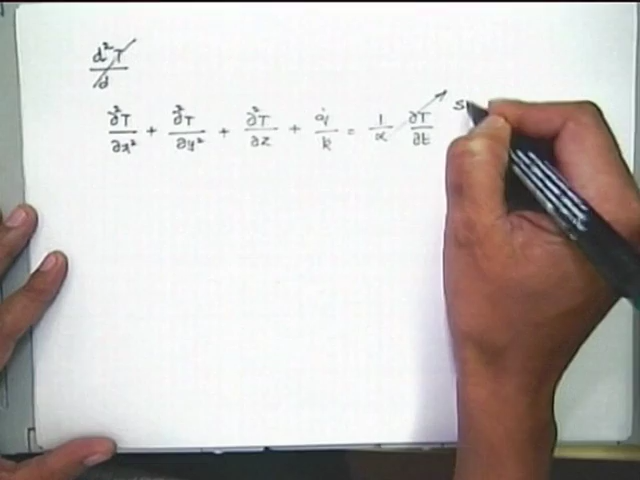 d²T/d
∂²T/∂x² + ∂²T/∂y² + ∂²T/∂z + q̇/k = 1/α ∂T/∂t S